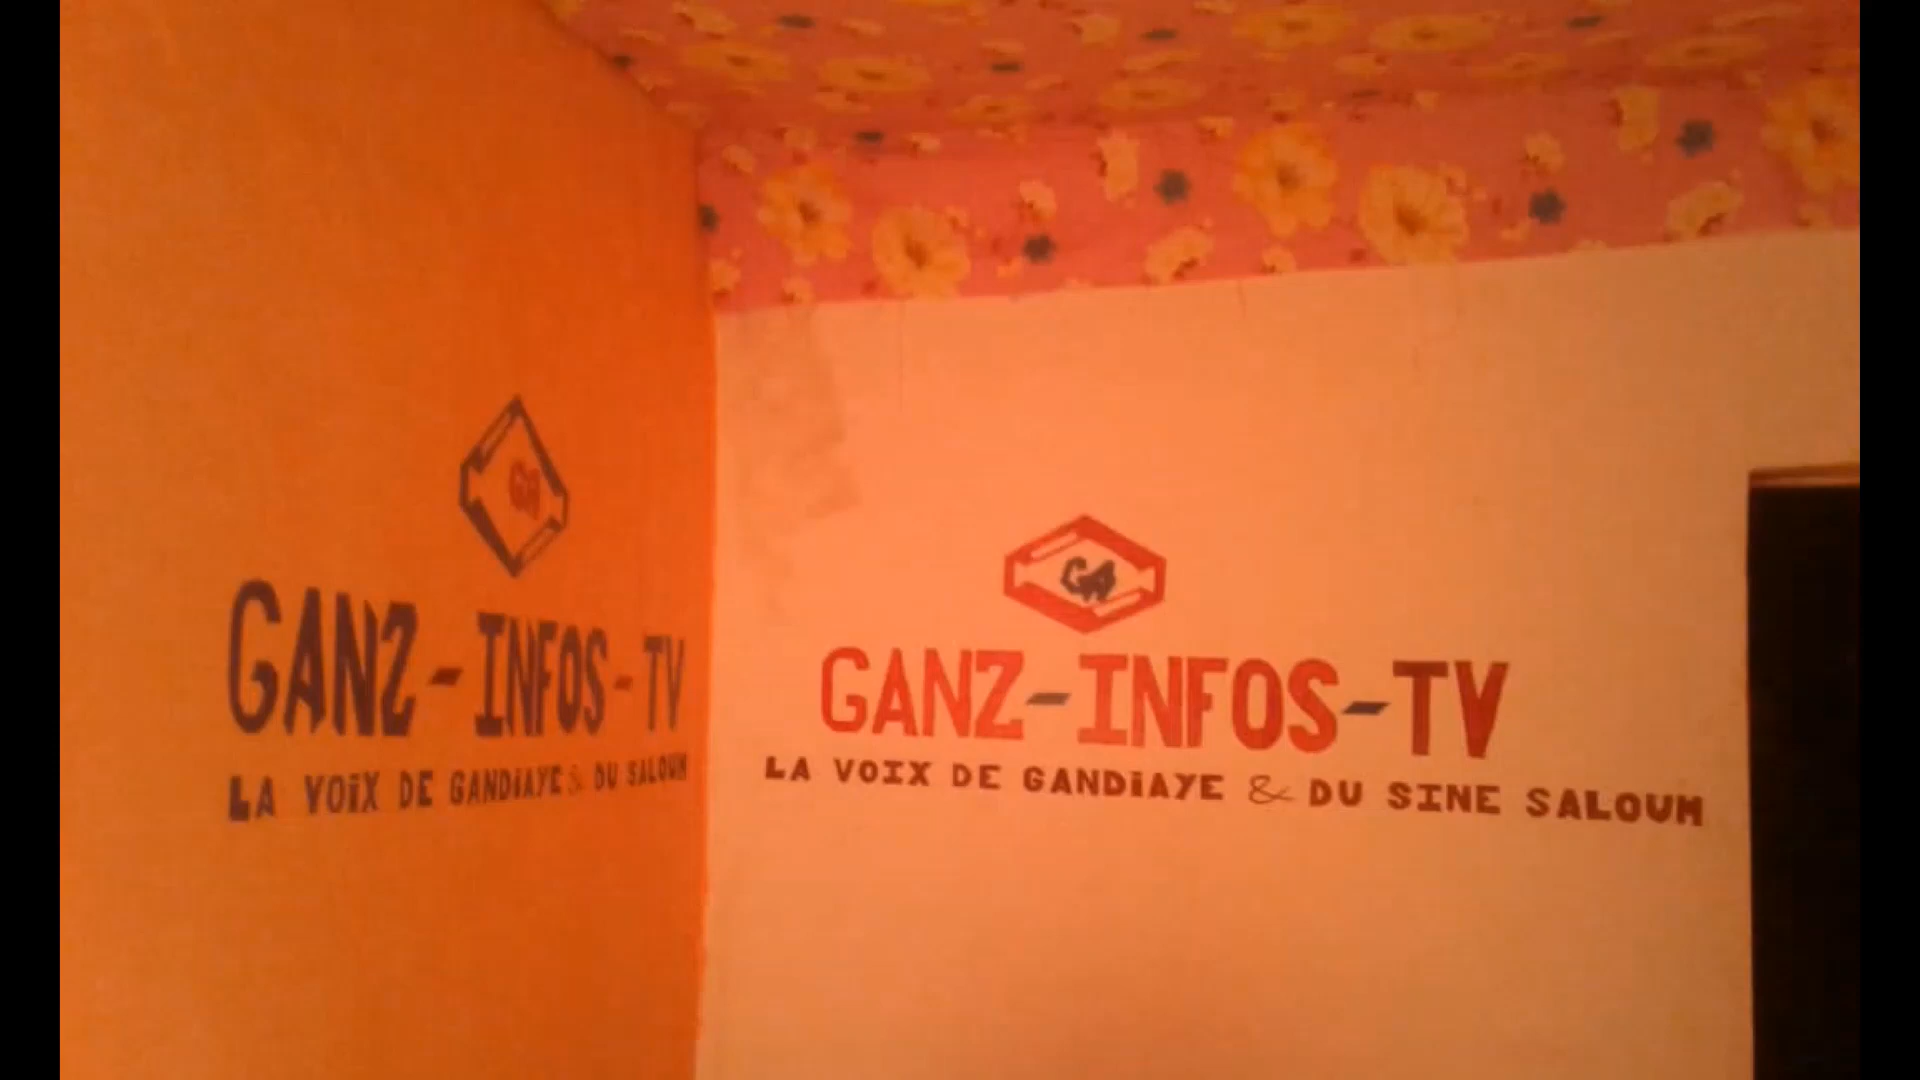 GA
GANZ-INFOS-TV
LA VOiX DE GANDiAYE & DU SALOUM
GA
GANZ-INFOS-TV
LA VOIX DE GANDiAYE & DU SINE SALOUM